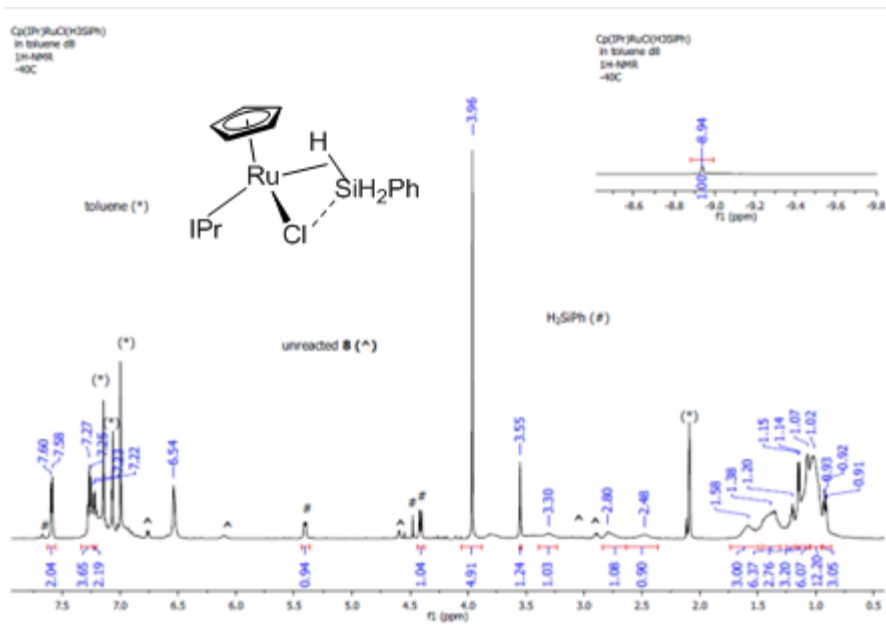 Cp(IPr)RuCl(H3SiPh)
in toluene d8
1H-NMR
-40C
Cp(IPr)RuCl(H3SiPh)
in toluene d8
1H-NMR
-40C
—3.96
—-8.94
1.00
-8.6 -8.8 -9.0 -9.2 -9.4 -9.6 -9.8
f1 (ppm)
H
Ru
SiH2Ph
IPr
Cl
toluene (*)
H3SiPh (#)
unreacted 8 (^)
(*)
(*)
(*)
(*)
7.60
7.58
7.27
7.25
7.23
7.22
—6.54
—3.55
—3.30
—2.80
—2.48
1.58
1.38
1.20
1.15
1.14
1.07
1.02
0.93
0.92
0.91
# ^ ^ # ^ # # ^ ^
2.04 3.65 2.19 0.94 1.04 4.91 1.24 1.03 1.08 0.90 3.00 6.37 2.76 3.20 6.07 12.20 3.05
7.5 7.0 6.5 6.0 5.5 5.0 4.5 4.0 3.5 3.0 2.5 2.0 1.5 1.0 0.5
f1 (ppm)